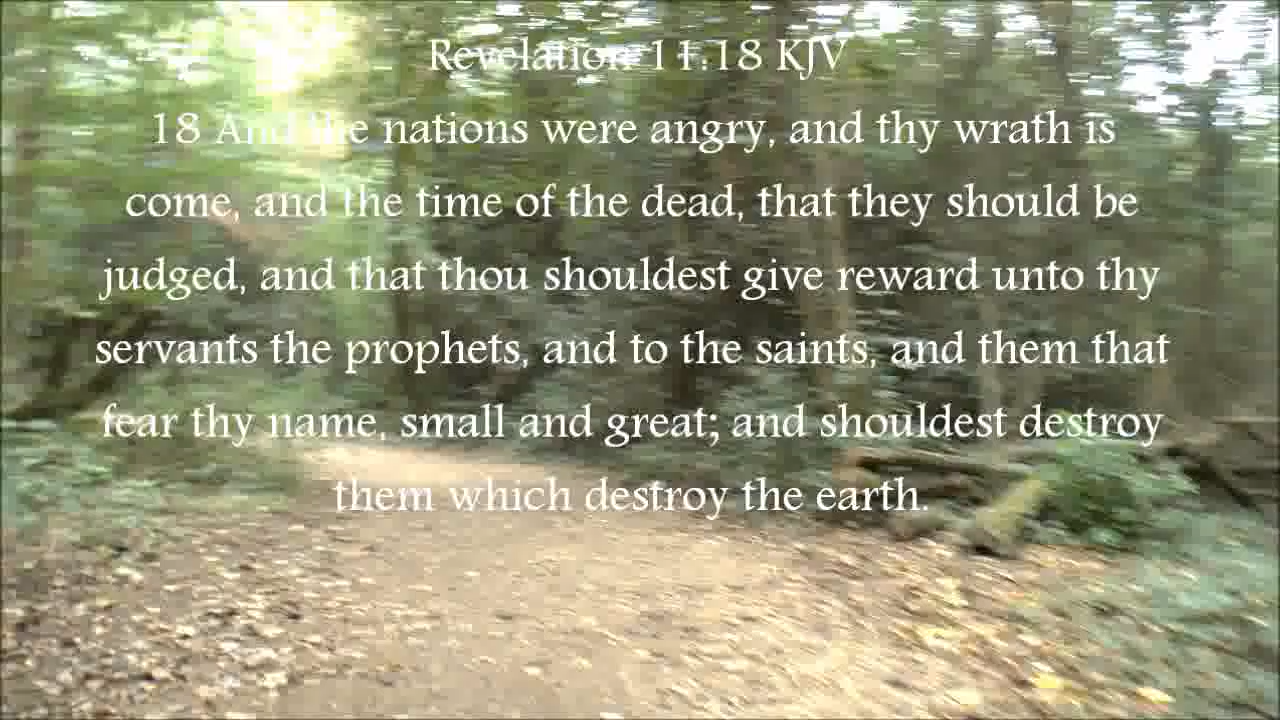 Revelation 11:18 KJV
18 And the nations were angry, and thy wrath is
come, and the time of the dead, that they should be
judged, and that thou shouldest give reward unto thy
servants the prophets, and to the saints, and them that
fear thy name, small and great; and shouldest destroy
them which destroy the earth.